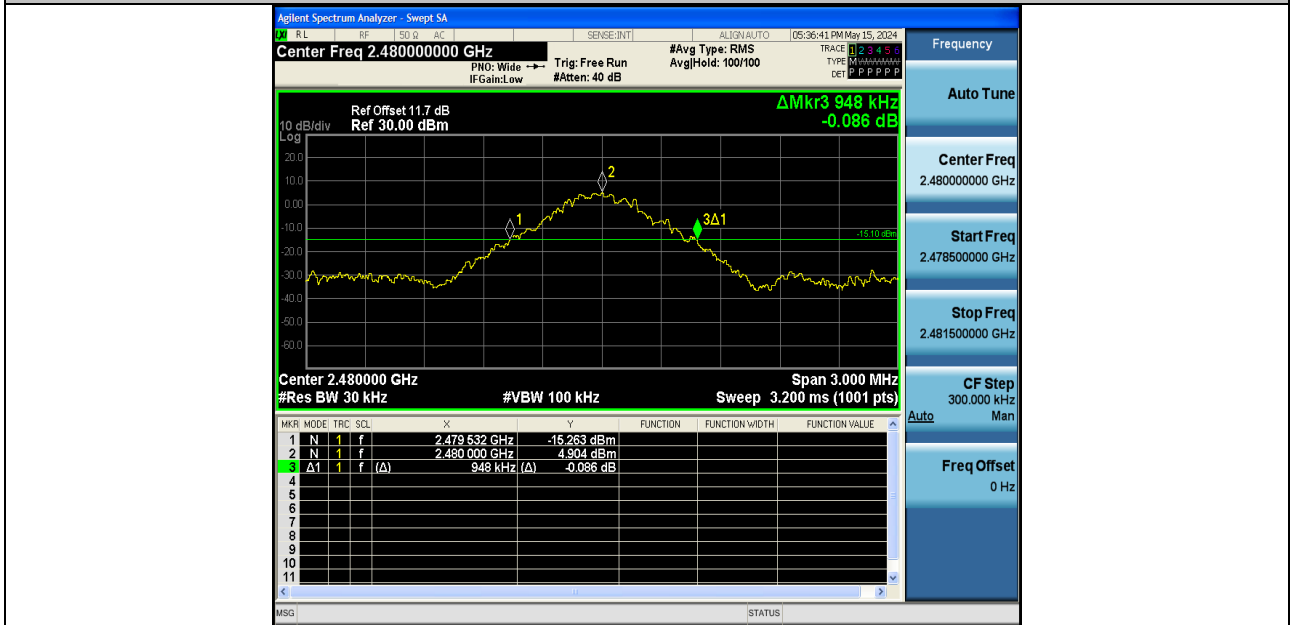 Agilent Spectrum Analyzer - Swept SA
RL RF 50 Ω AC SENSE:INT ALIGN AUTO 05:36:41 PM May 15, 2024
Center Freq 2.480000000 GHz
PNO: Wide
IFGain:Low
Trig: Free Run
#Atten: 40 dB
#Avg Type: RMS
Avg|Hold: 100/100
TRACE 1 2 3 4 5 6
TYPE M
DET P P P P P P
ΔMkr3 948 kHz
-0.086 dB
Ref Offset 11.7 dB
10 dB/div Ref 30.00 dBm
Log
20.0
10.0
0.00
-10.0
-20.0
-30.0
-40.0
-50.0
-60.0
1
2
3Δ1
-15.10 dBm
Center 2.480000 GHz Span 3.000 MHz
#Res BW 30 kHz #VBW 100 kHz Sweep 3.200 ms (1001 pts)
MKR MODE TRC SCL X Y FUNCTION FUNCTION WIDTH FUNCTION VALUE
1 N 1 f 2.479 532 GHz -15.263 dBm
2 N 1 f 2.480 000 GHz 4.904 dBm
3 Δ1 1 f (Δ) 948 kHz (Δ) -0.086 dB
4
5
6
7
8
9
10
11
MSG STATUS
Frequency
Auto Tune
Center Freq
2.480000000 GHz
Start Freq
2.478500000 GHz
Stop Freq
2.481500000 GHz
CF Step
300.000 kHz
Auto Man
Freq Offset
0 Hz